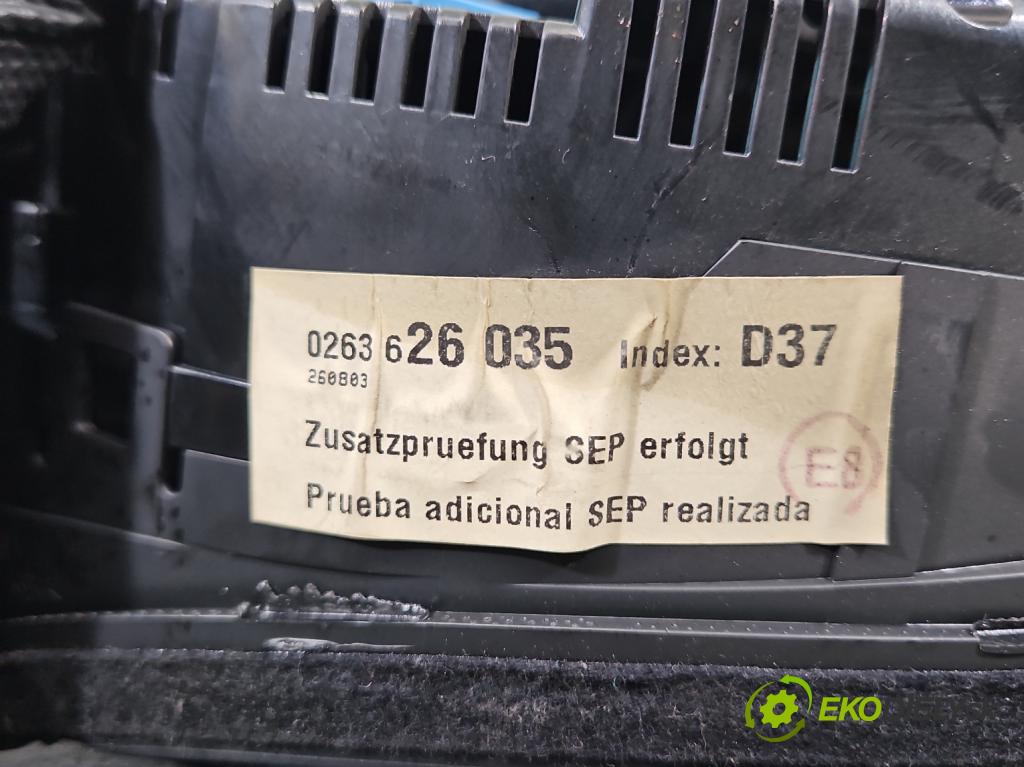 0263 626 035 Index: D37
260803
Zusatzpruefung SEP erfolgt
E8
Prueba adicional SEP realizada
EKO